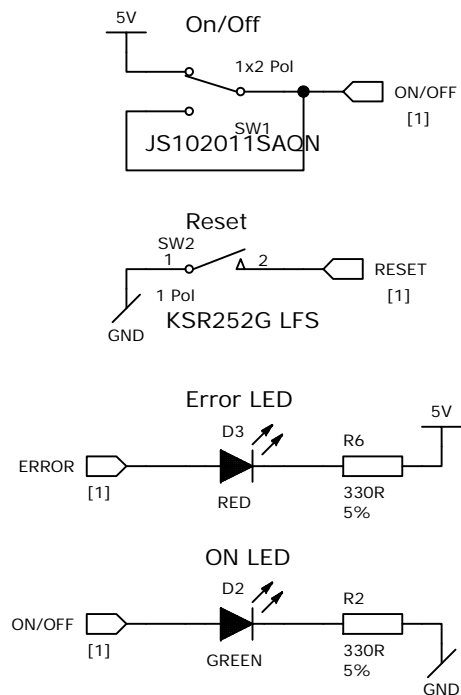 5V
On/Off
1x2 Pol
ON/OFF
[1]
SW1
JS102011SAQN
Reset
SW2
1
2
RESET
[1]
1 Pol
KSR252G LFS
GND
Error LED
5V
D3
R6
ERROR
[1]
RED
330R
5%
ON LED
D2
R2
ON/OFF
[1]
GREEN
330R
5%
GND